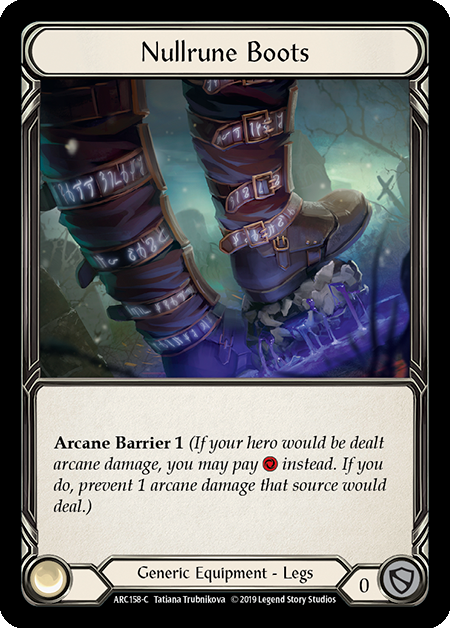 Nullrune Boots
Arcane Barrier 1 (If your hero would be dealt
arcane damage, you may pay instead. If you
do, prevent 1 arcane damage that source would
deal.)
Generic Equipment - Legs
0
ARC158-C Tatiana Trubnikova © 2019 Legend Story Studios